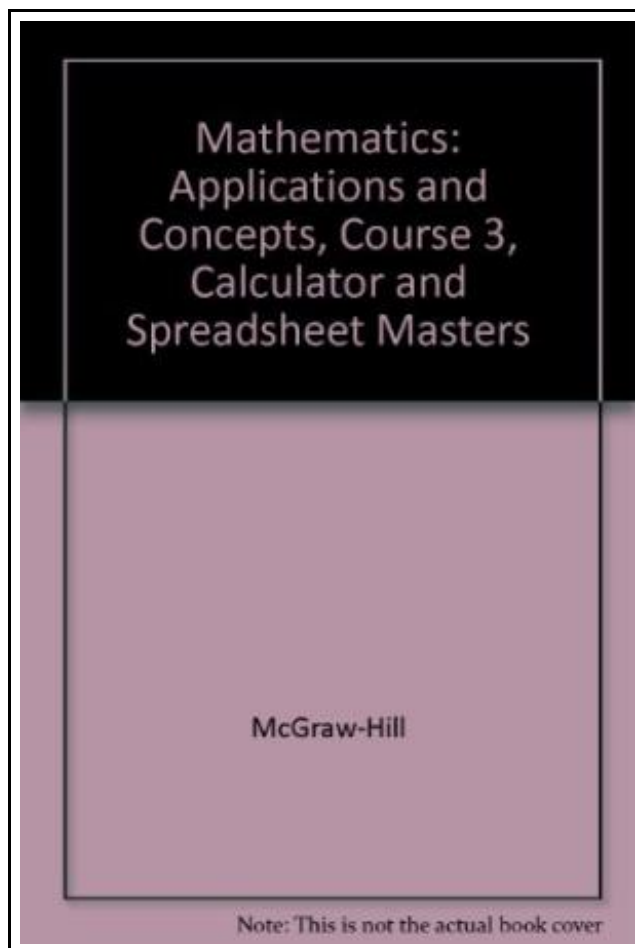 Mathematics:
Applications and
Concepts, Course 3,
Calculator and
Spreadsheet Masters
McGraw-Hill
Note: This is not the actual book cover